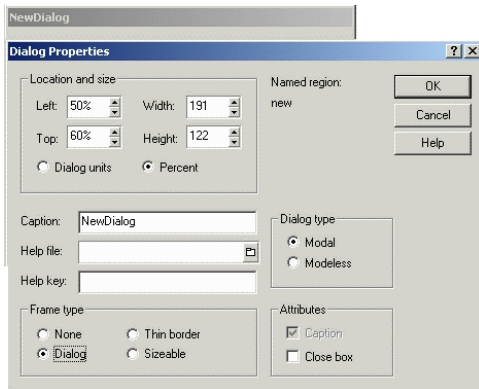 NewDialog
Dialog Properties
Location and size
Left: 50% Width: 191
Top: 60% Height: 122
Dialog units Percent
Named region:
new
OK
Cancel
Help
Caption: NewDialog
Help file:
Help key:
Dialog type
Modal
Modeless
Frame type
None Thin border
Dialog Sizeable
Attributes
Caption
Close box